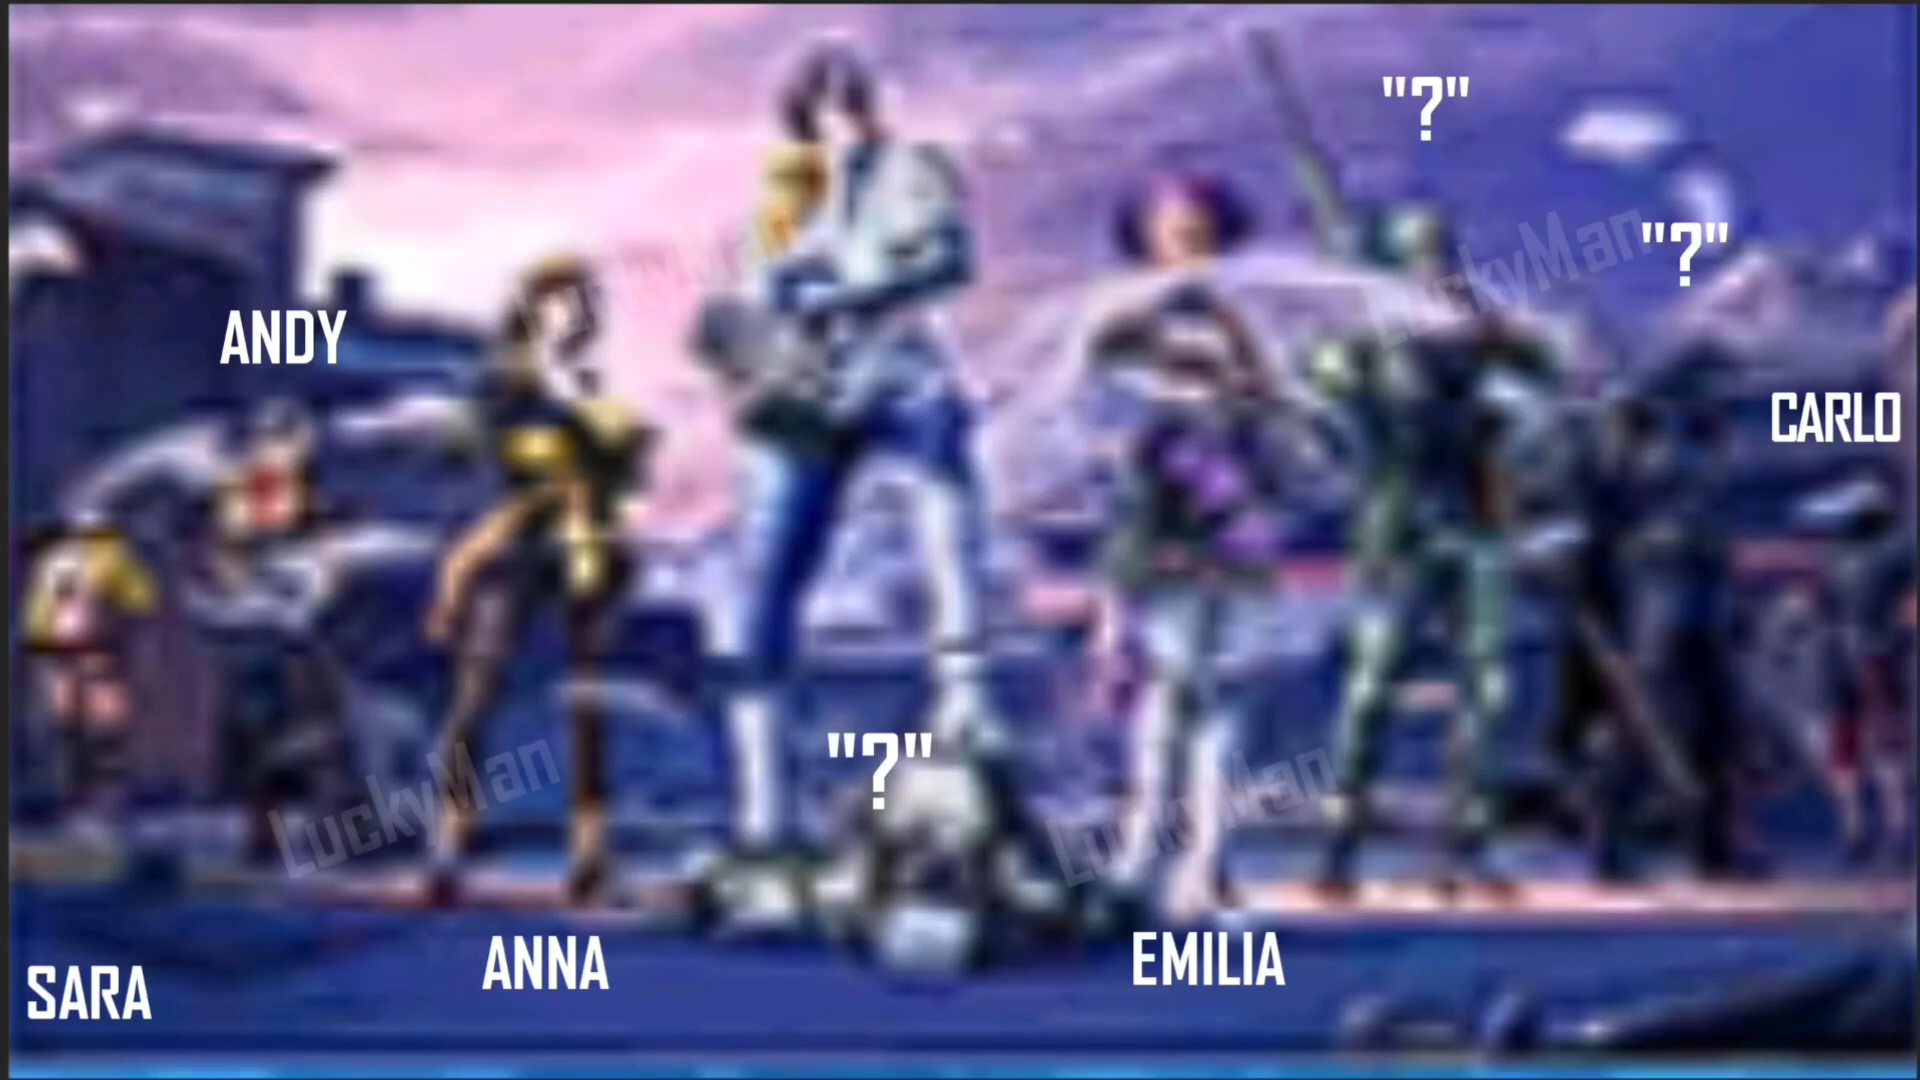 "?"
LuckyMan
LuckyMan
"?"
ANDY
CARLO
"?"
LuckyMan
LuckyMan
ANNA
EMILIA
SARA